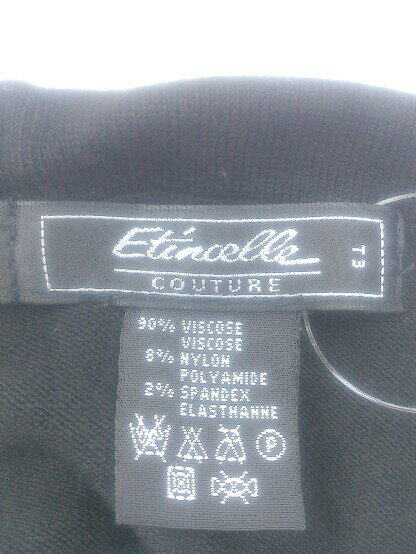 Etincelle
COUTURE
T3
90% VISCOSE
VISCOSE
8% NYLON
POLYAMIDE
2% SPANDEX
ELASTHANNE
P